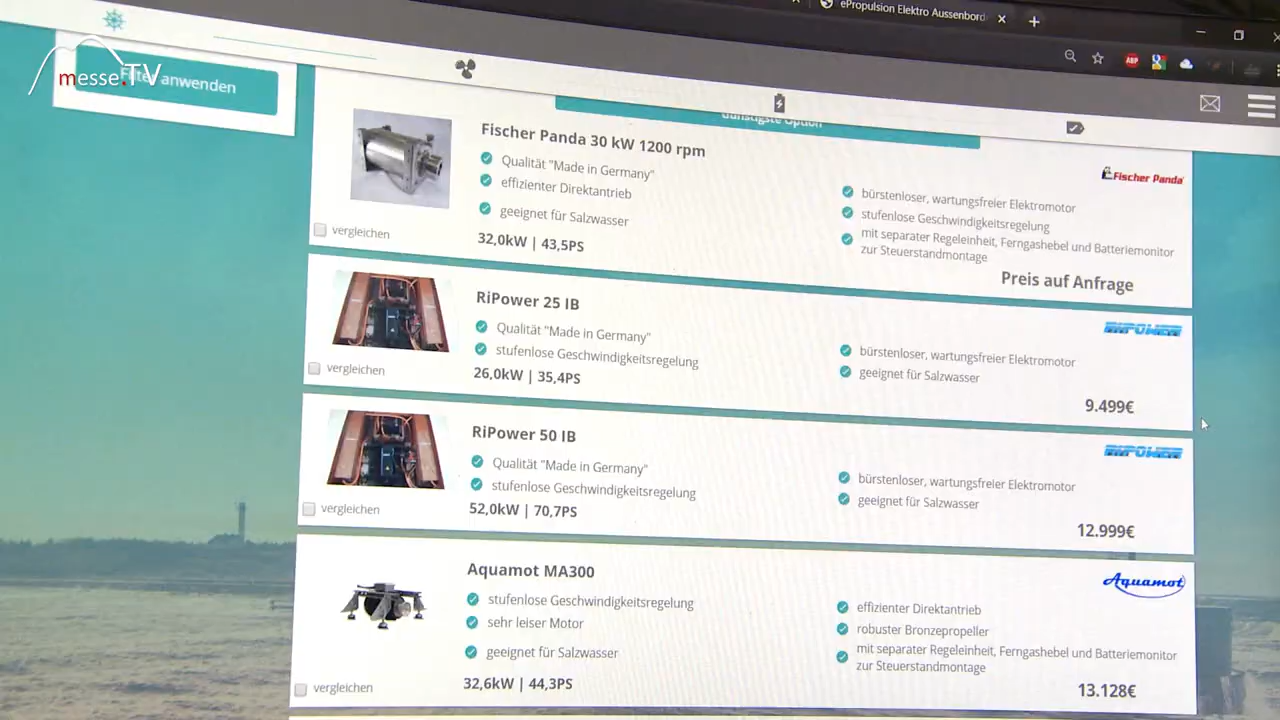 ePropulsion Elektro Aussenbord
ABP
messe.TV
Filter anwenden
Günstigste Option
Fischer Panda 30 kW 1200 rpm
Qualität "Made in Germany"
effizienter Direktantrieb
geeignet für Salzwasser
32,0kW | 43,5PS
vergleichen
Fischer Panda
bürstenloser, wartungsfreier Elektromotor
stufenlose Geschwindigkeitsregelung
mit separater Regeleinheit, Ferngashebel und Batteriemonitor
zur Steuerstandmontage
Preis auf Anfrage
RiPower 25 IB
Qualität "Made in Germany"
stufenlose Geschwindigkeitsregelung
26,0kW | 35,4PS
vergleichen
RIPOWER
bürstenloser, wartungsfreier Elektromotor
geeignet für Salzwasser
9.499€
RiPower 50 IB
Qualität "Made in Germany"
stufenlose Geschwindigkeitsregelung
52,0kW | 70,7PS
vergleichen
RIPOWER
bürstenloser, wartungsfreier Elektromotor
geeignet für Salzwasser
12.999€
Aquamot MA300
stufenlose Geschwindigkeitsregelung
sehr leiser Motor
geeignet für Salzwasser
32,6kW | 44,3PS
vergleichen
Aquamot
effizienter Direktantrieb
robuster Bronzepropeller
mit separater Regeleinheit, Ferngashebel und Batteriemonitor
zur Steuerstandmontage
13.128€